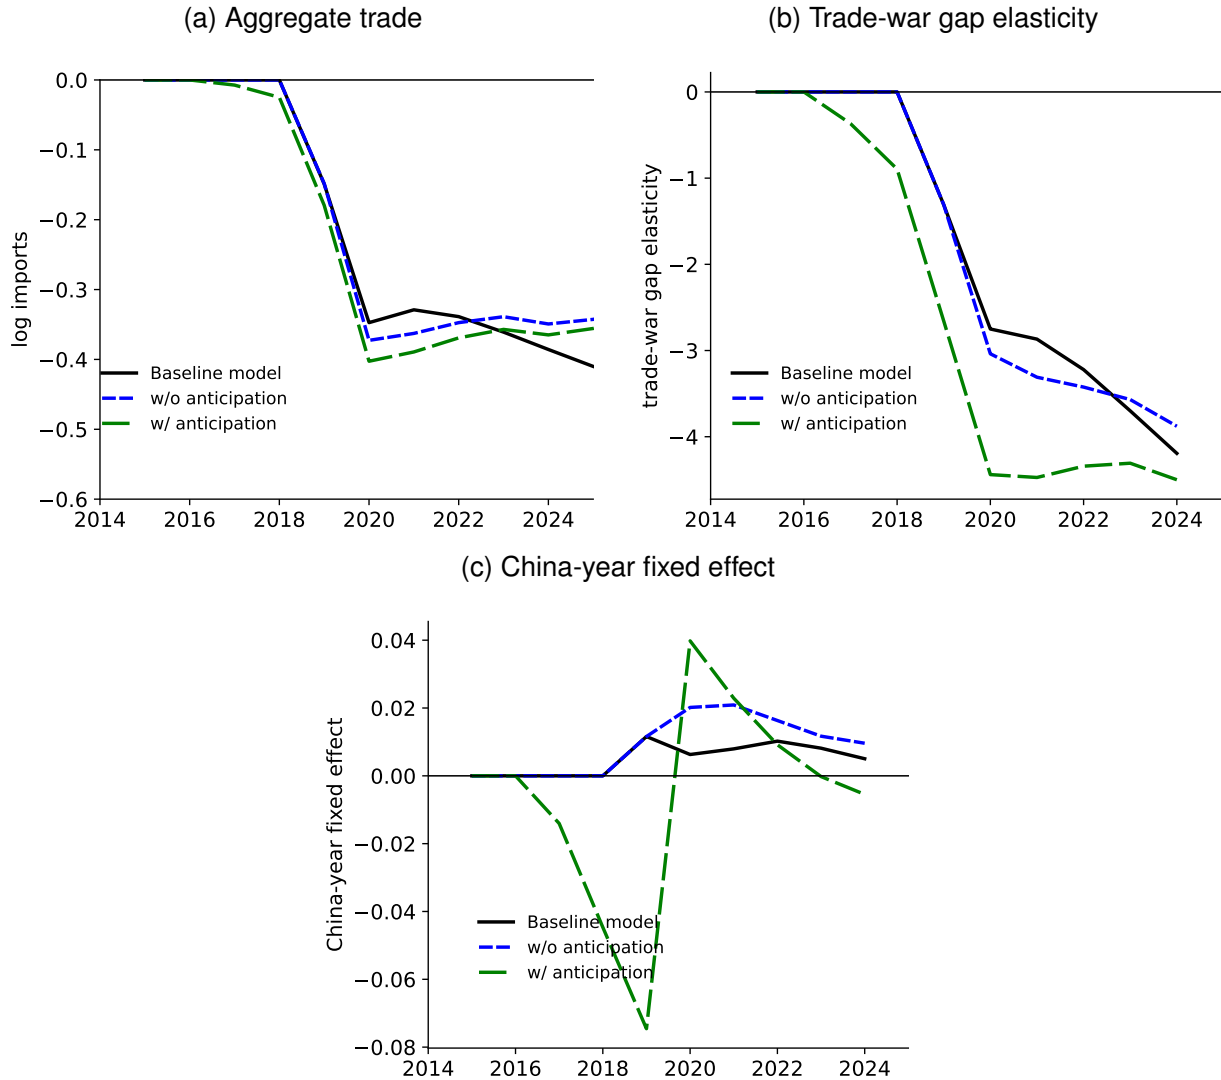 (a) Aggregate trade
0.0
−0.1
−0.2
−0.3
−0.4
−0.5
−0.6
log imports
Baseline model
w/o anticipation
w/ anticipation
2014 2016 2018 2020 2022 2024
(b) Trade-war gap elasticity
0
−1
−2
−3
−4
trade-war gap elasticity
Baseline model
w/o anticipation
w/ anticipation
2014 2016 2018 2020 2022 2024
(c) China-year fixed effect
0.04
0.02
0.00
−0.02
−0.04
−0.06
−0.08
China-year fixed effect
Baseline model
w/o anticipation
w/ anticipation
2014 2016 2018 2020 2022 2024